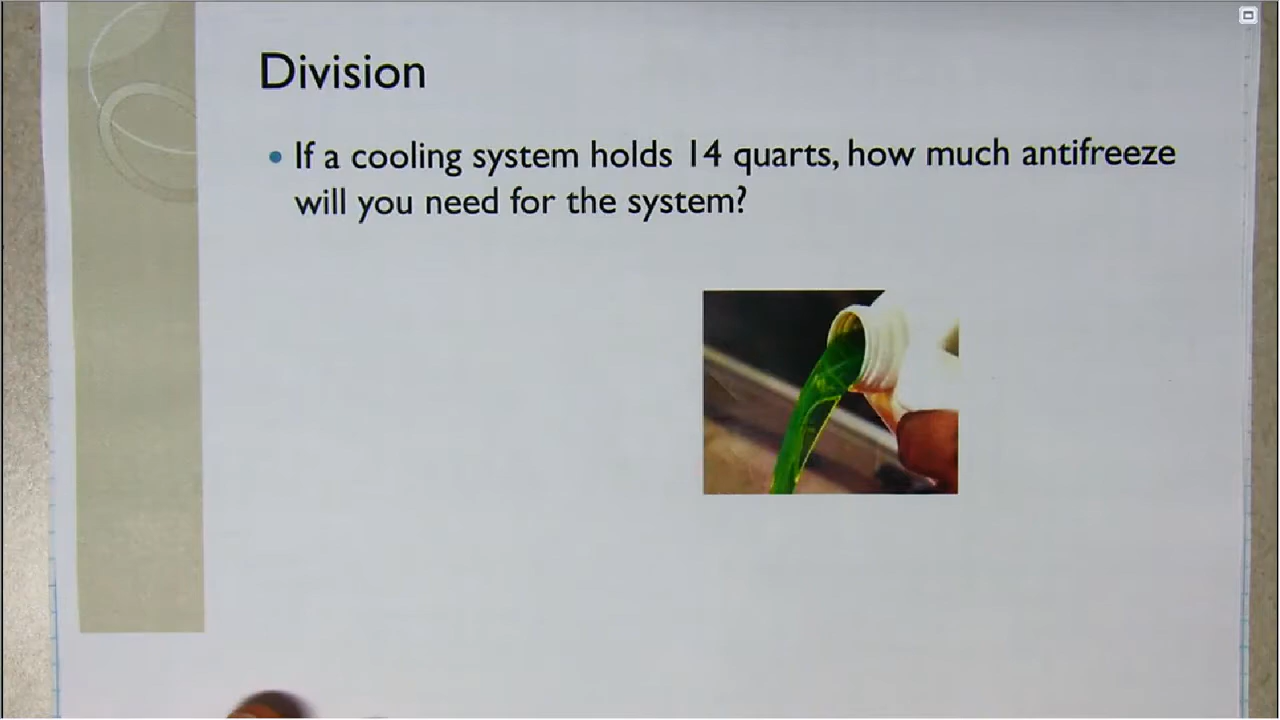 Division
• If a cooling system holds 14 quarts, how much antifreeze
will you need for the system?